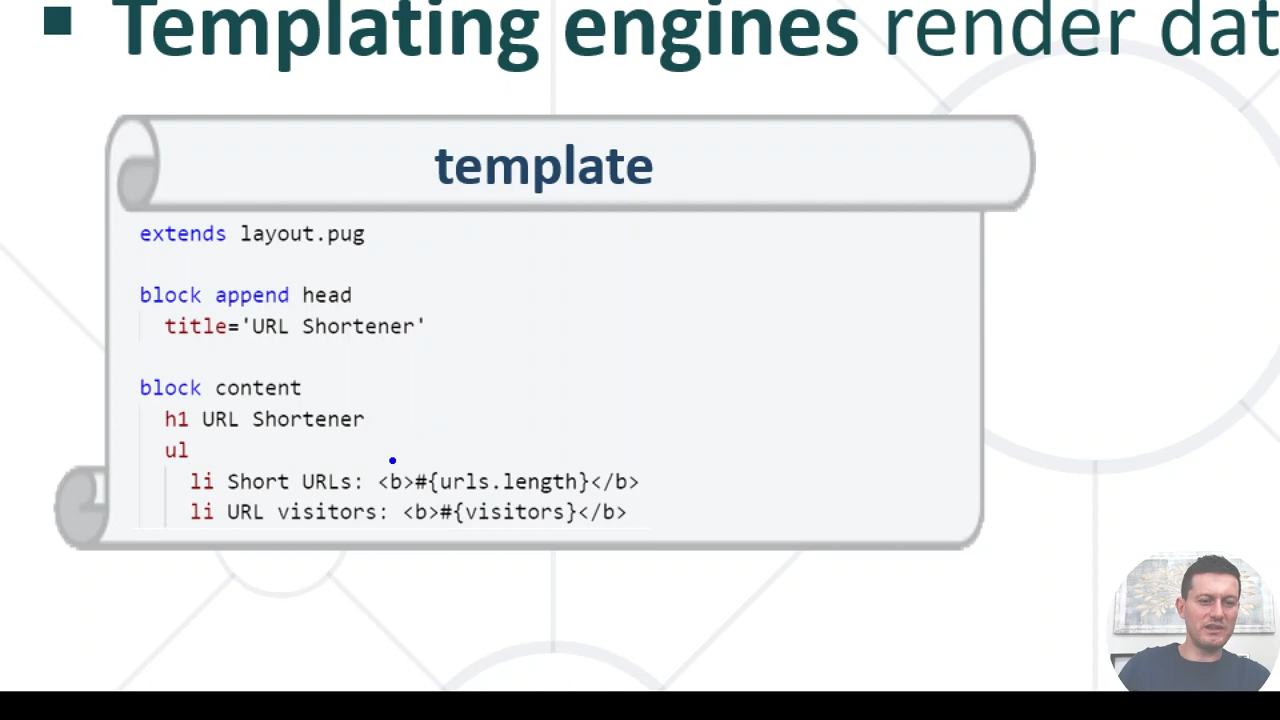 ▪ Templating engines render dat
template
extends layout.pug
block append head
title='URL Shortener'
block content
h1 URL Shortener
ul
li Short URLs: <b>#{urls.length}</b>
li URL visitors: <b>#{visitors}</b>